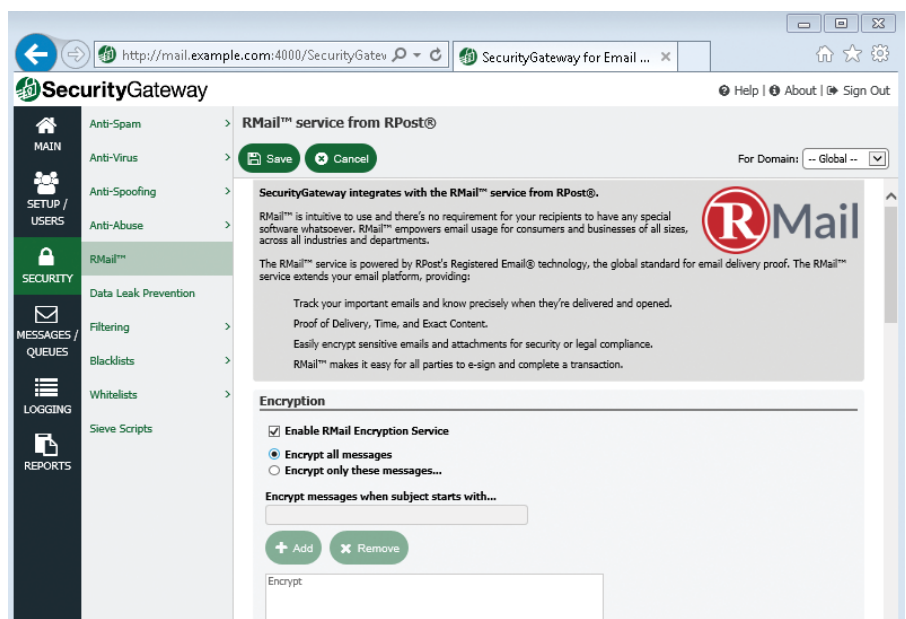 http://mail.example.com:4000/SecurityGatev
SecurityGateway for Email ...
SecurityGateway
Help | About | Sign Out
MAIN
SETUP /
USERS
SECURITY
MESSAGES /
QUEUES
LOGGING
REPORTS
Anti-Spam
Anti-Virus
Anti-Spoofing
Anti-Abuse
RMail™
Data Leak Prevention
Filtering
Blacklists
Whitelists
Sieve Scripts
RMail™ service from RPost®
Save Cancel
For Domain: -- Global --
SecurityGateway integrates with the RMail™ service from RPost®.
RMail™ is intuitive to use and there's no requirement for your recipients to have any special
software whatsoever. RMail™ empowers email usage for consumers and businesses of all sizes,
across all industries and departments.
RMail
The RMail™ service is powered by RPost's Registered Email® technology, the global standard for email delivery proof. The RMail™
service extends your email platform, providing:
Track your important emails and know precisely when they're delivered and opened.
Proof of Delivery, Time, and Exact Content.
Easily encrypt sensitive emails and attachments for security or legal compliance.
RMail™ makes it easy for all parties to e-sign and complete a transaction.
Encryption
Enable RMail Encryption Service
Encrypt all messages
Encrypt only these messages...
Encrypt messages when subject starts with...
Add Remove
Encrypt